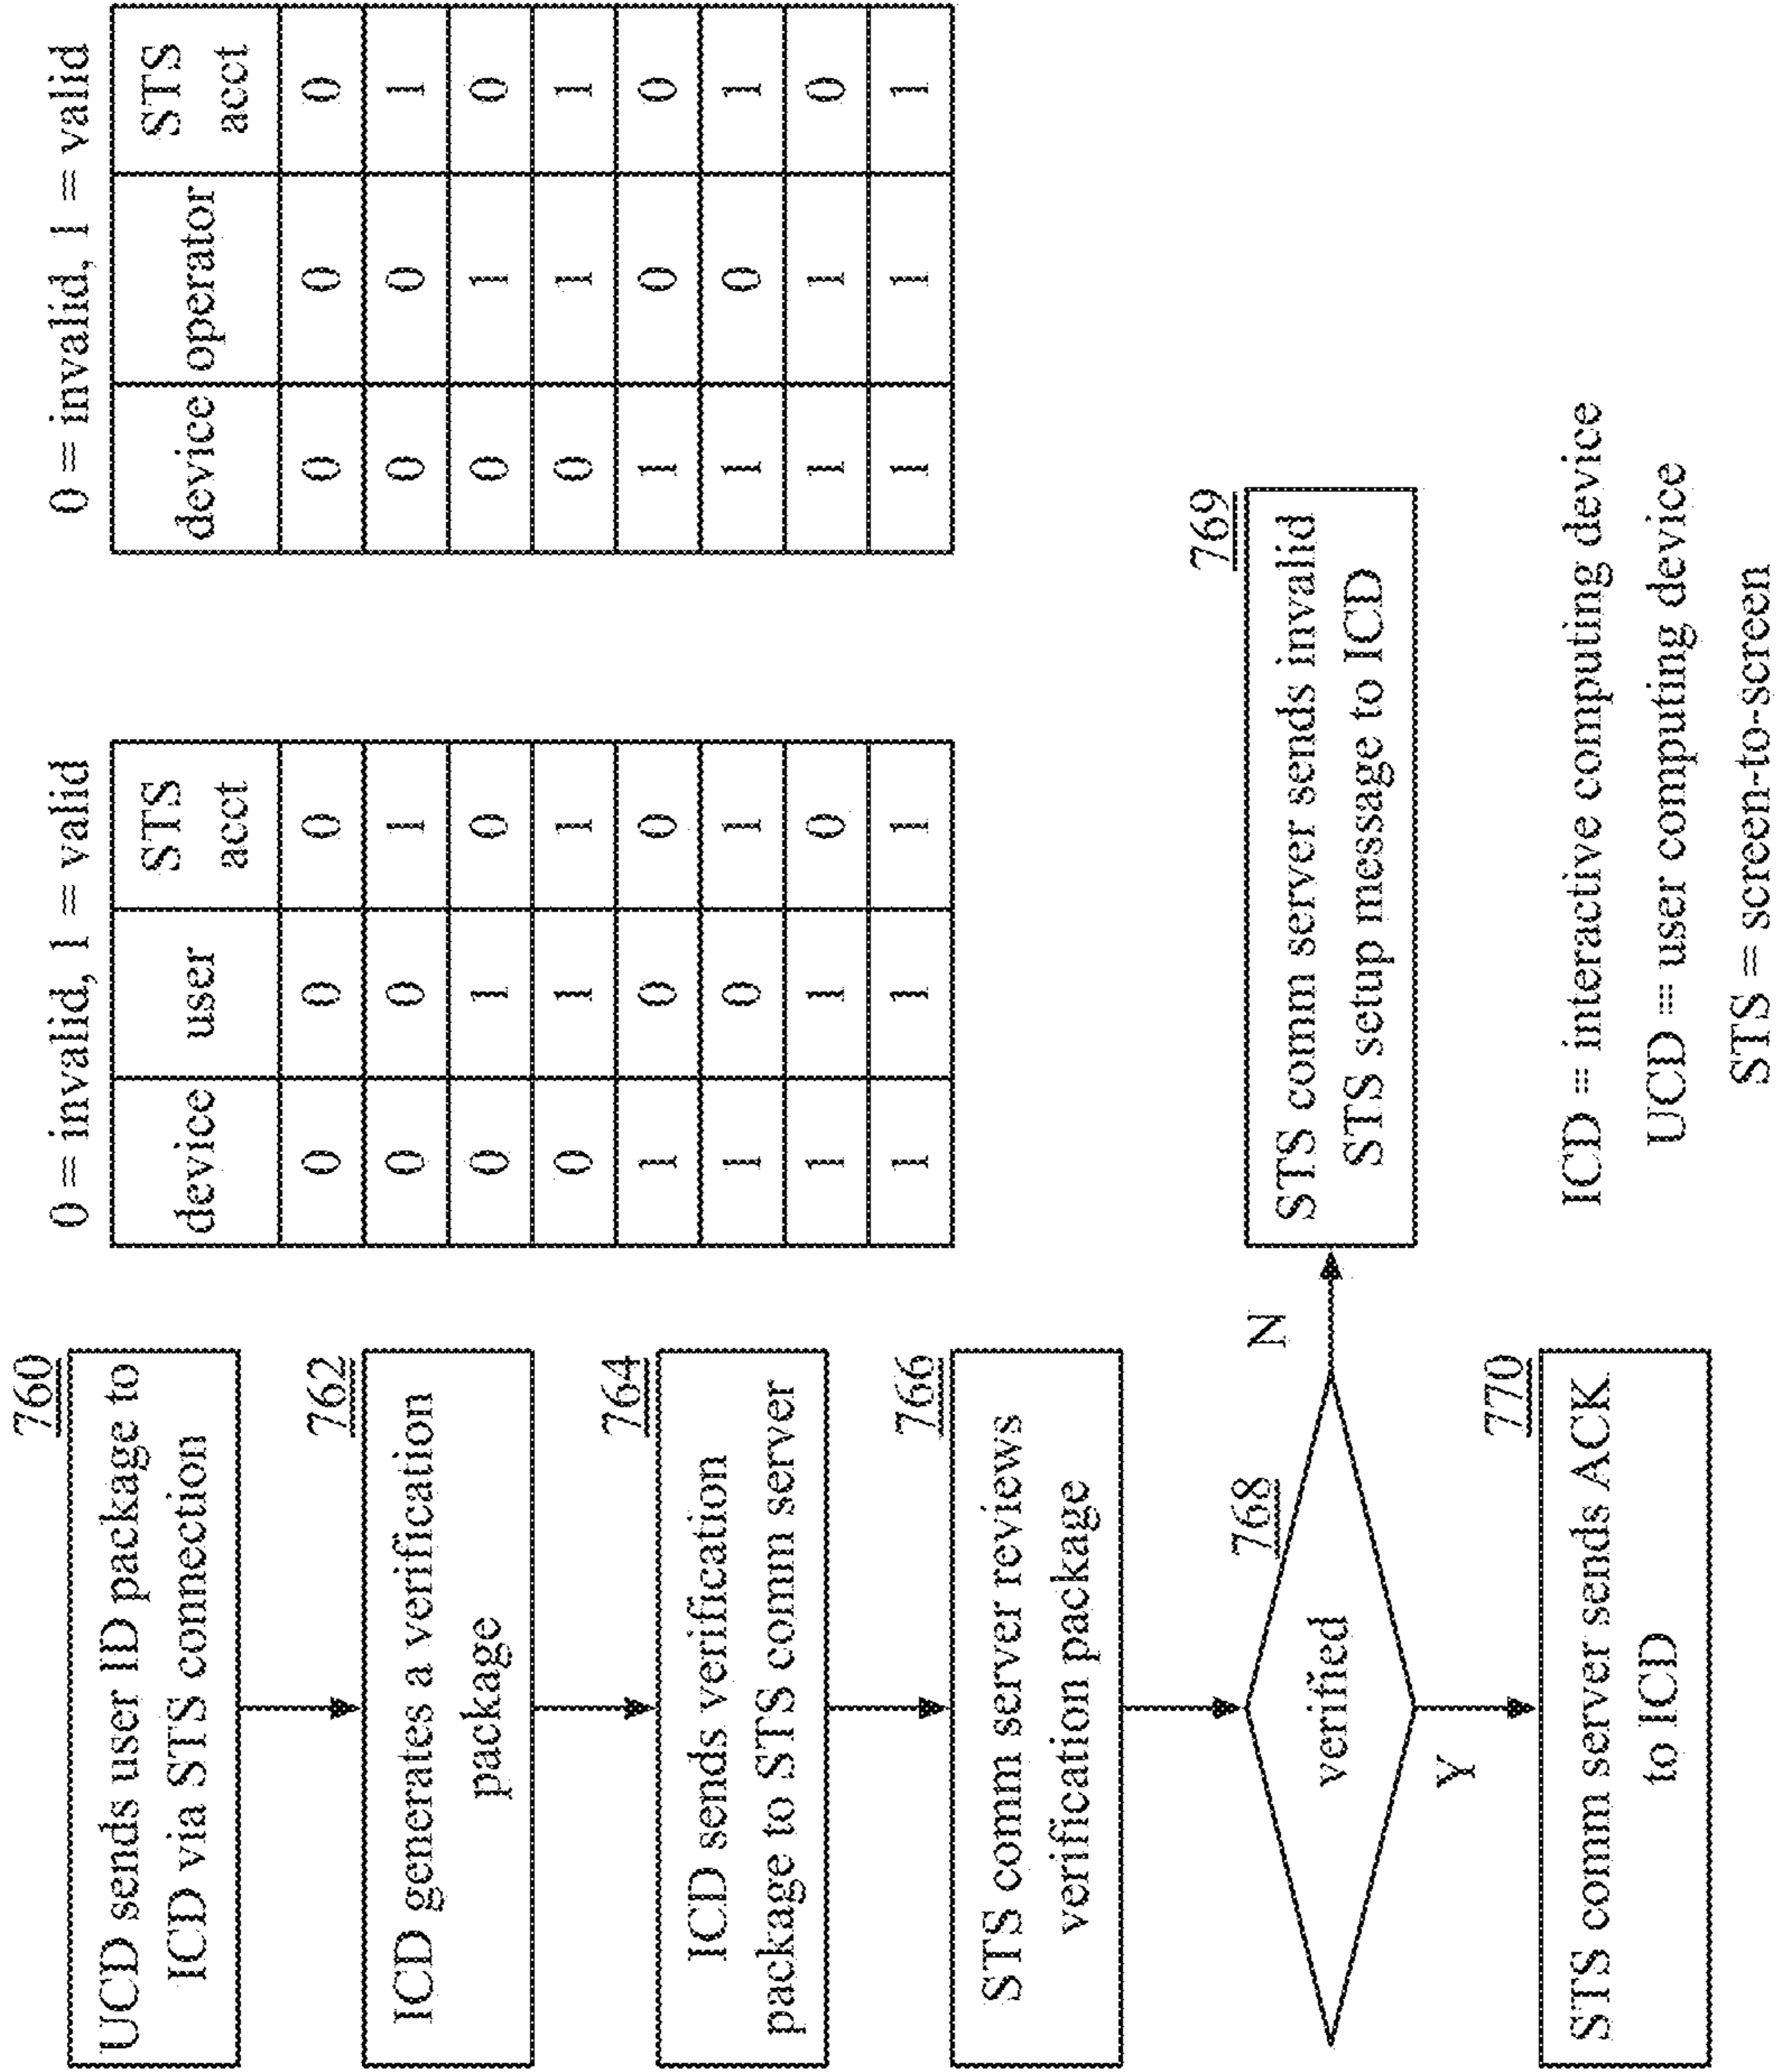 760
UCD sends user ID package to
ICD via STS connection
762
ICD generates a verification
package
764
ICD sends verification
package to STS comm server
766
STS comm server reviews
verification package
768
verified
N
Y
769
STS comm server sends invalid
STS setup message to ICD
770
STS comm server sends ACK
to ICD
0 = invalid, 1 = valid
device user STS
acct
0 0 0
0 0 1
0 1 0
0 1 1
1 0 0
1 0 1
1 1 0
1 1 1
0 = invalid, 1 = valid
device operator STS
acct
0 0 0
0 0 1
0 1 0
0 1 1
1 0 0
1 0 1
1 1 0
1 1 1
ICD = interactive computing device
UCD = user computing device
STS = screen-to-screen